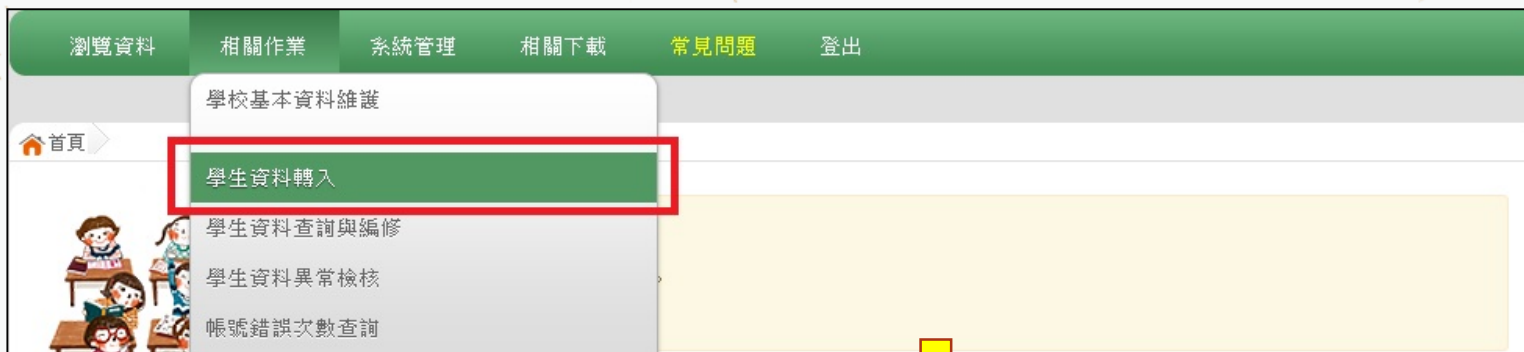 瀏覽資料 相關作業 系統管理 相關下載 常見問題 登出
學校基本資料維護
首頁
學生資料轉入
學生資料查詢與編修
學生資料異常檢核
帳號錯誤次數查詢